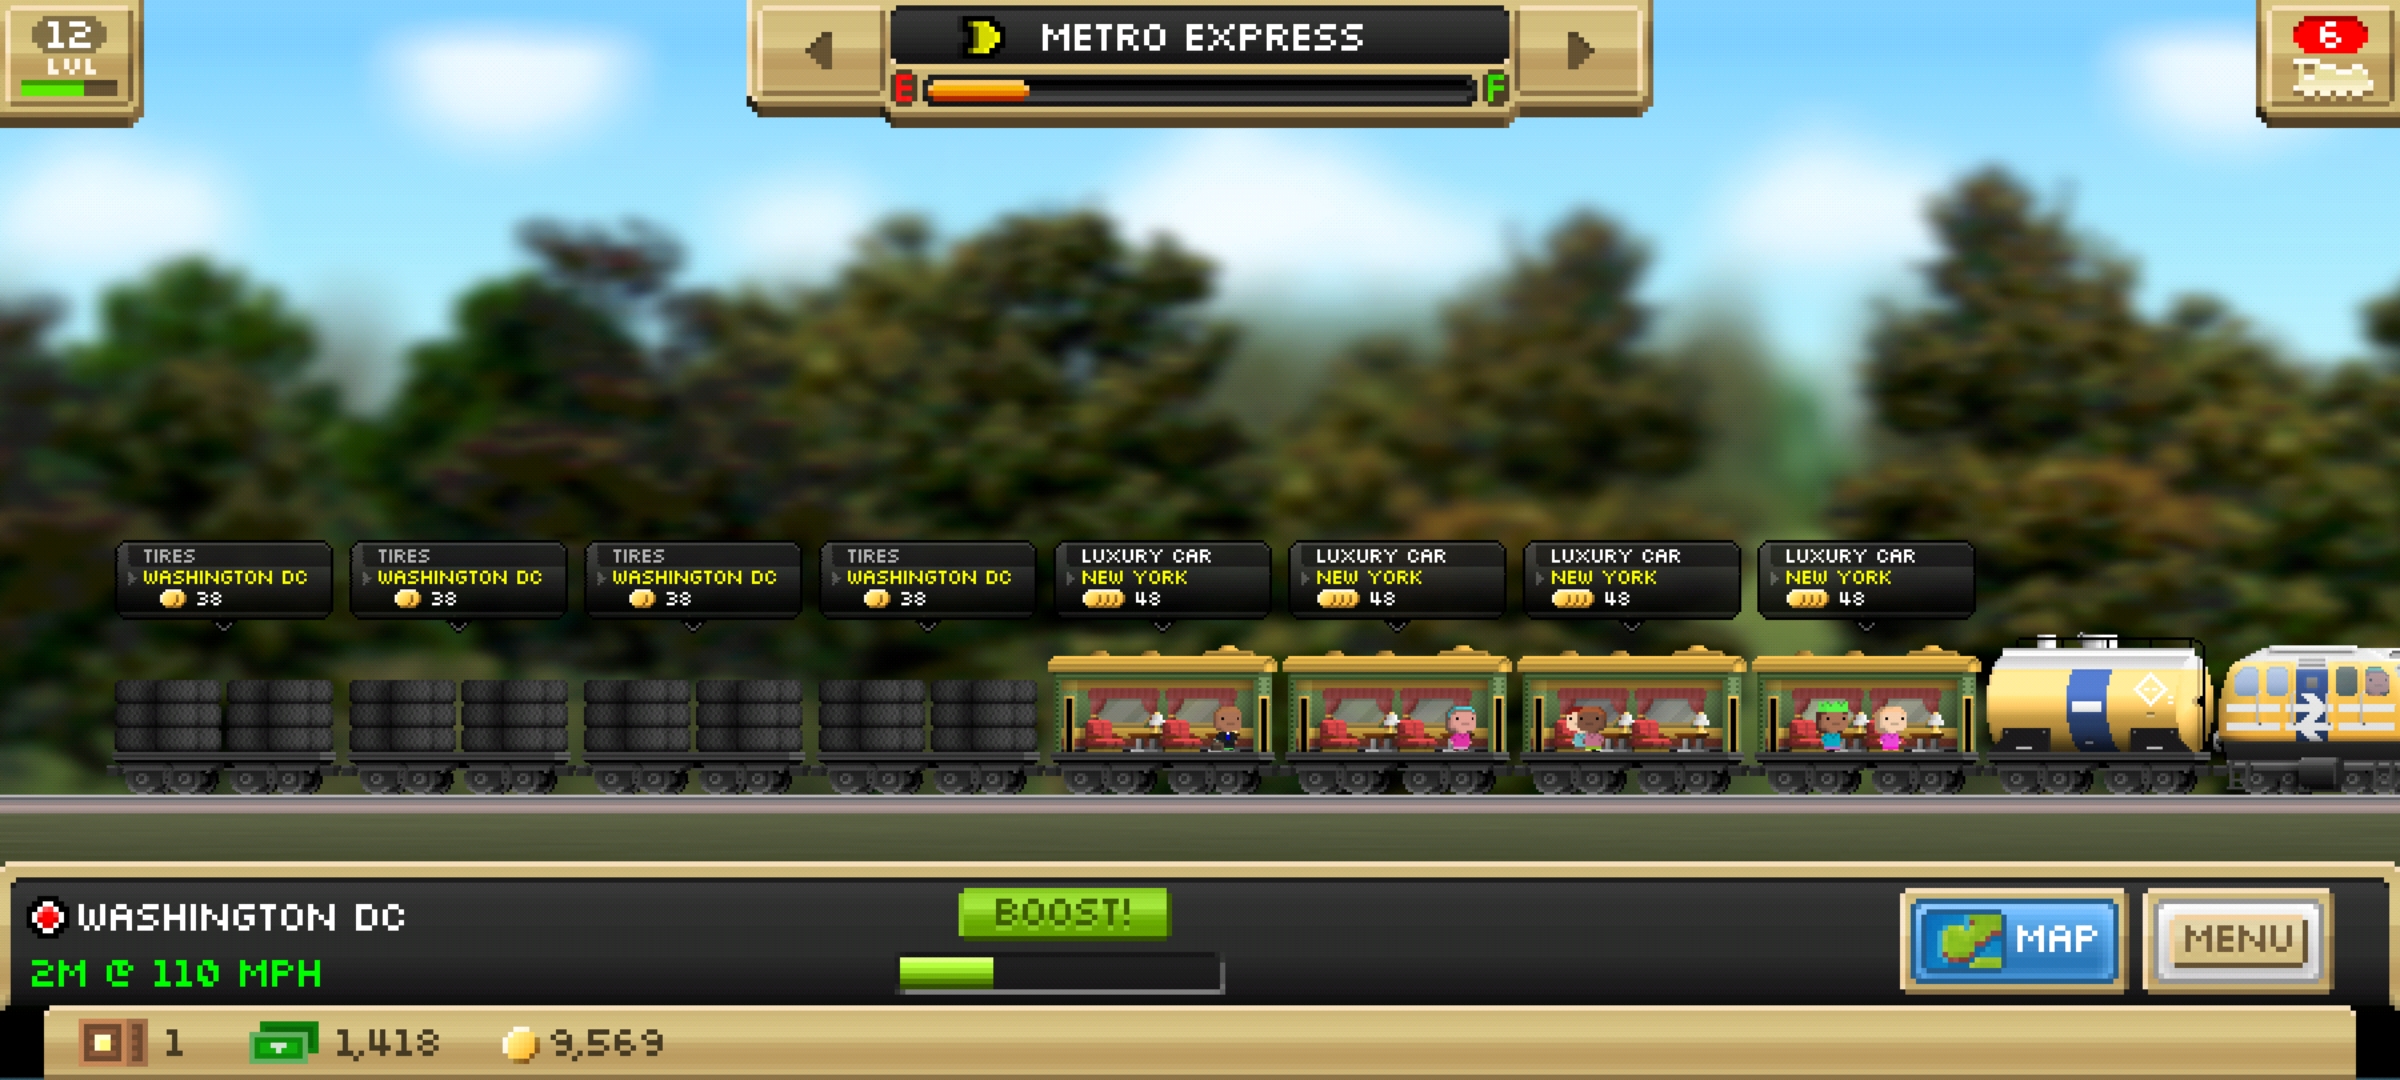 12
LVL
METRO EXPRESS
E F
6
TIRES
WASHINGTON DC
38
TIRES
WASHINGTON DC
38
TIRES
WASHINGTON DC
38
TIRES
WASHINGTON DC
38
LUXURY CAR
NEW YORK
48
LUXURY CAR
NEW YORK
48
LUXURY CAR
NEW YORK
48
LUXURY CAR
NEW YORK
48
WASHINGTON DC
2M @ 110 MPH
BOOST!
MAP
MENU
1 1,418 9,569